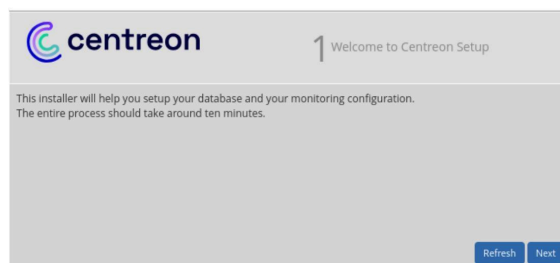 centreon
1 Welcome to Centreon Setup
This installer will help you setup your database and your monitoring configuration.
The entire process should take around ten minutes.
Refresh Next